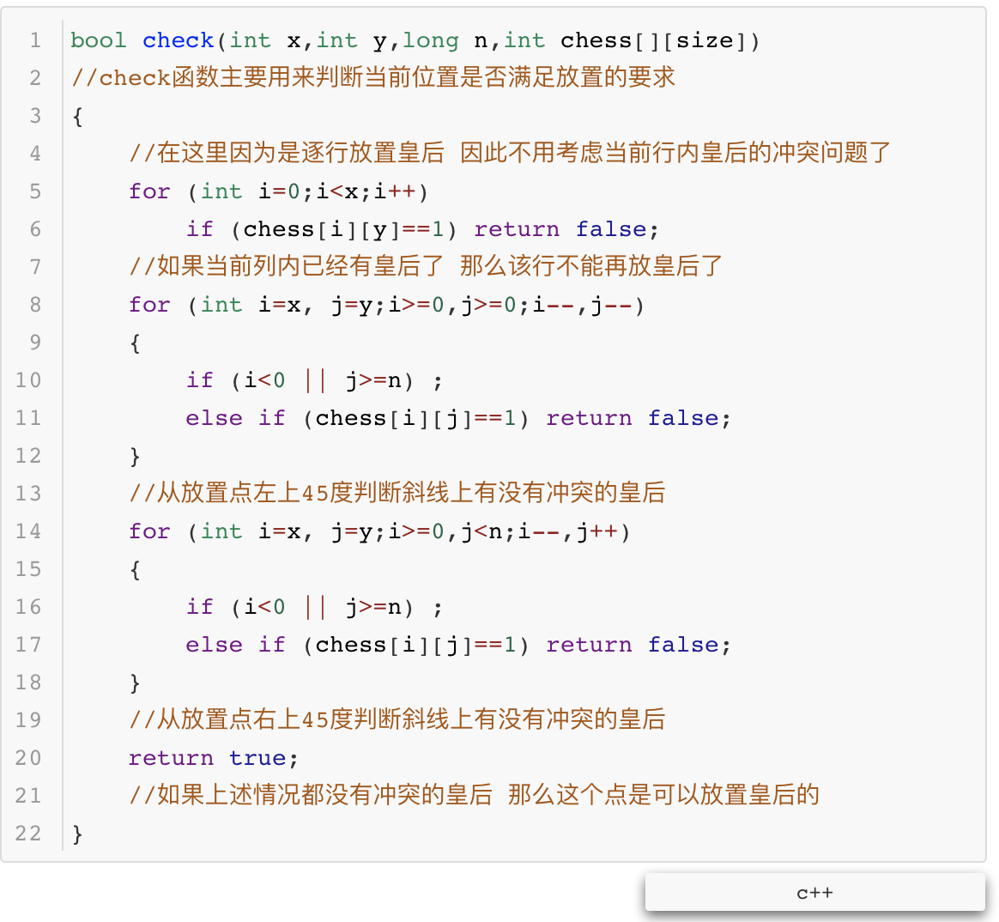 1 bool check(int x,int y,long n,int chess[][size])
2 //check函数主要用来判断当前位置是否满足放置的要求
3 {
4     //在这里因为是逐行放置皇后 因此不用考虑当前行内皇后的冲突问题了
5     for (int i=0;i<x;i++)
6         if (chess[i][y]==1) return false;
7     //如果当前列内已经有皇后了 那么该行不能再放皇后了
8     for (int i=x, j=y;i>=0,j>=0;i--,j--)
9     {
10         if (i<0 || j>=n) ;
11         else if (chess[i][j]==1) return false;
12     }
13     //从放置点左上45度判断斜线上有没有冲突的皇后
14     for (int i=x, j=y;i>=0,j<n;i--,j++)
15     {
16         if (i<0 || j>=n) ;
17         else if (chess[i][j]==1) return false;
18     }
19     //从放置点右上45度判断斜线上有没有冲突的皇后
20     return true;
21     //如果上述情况都没有冲突的皇后 那么这个点是可以放置皇后的
22 }
c++